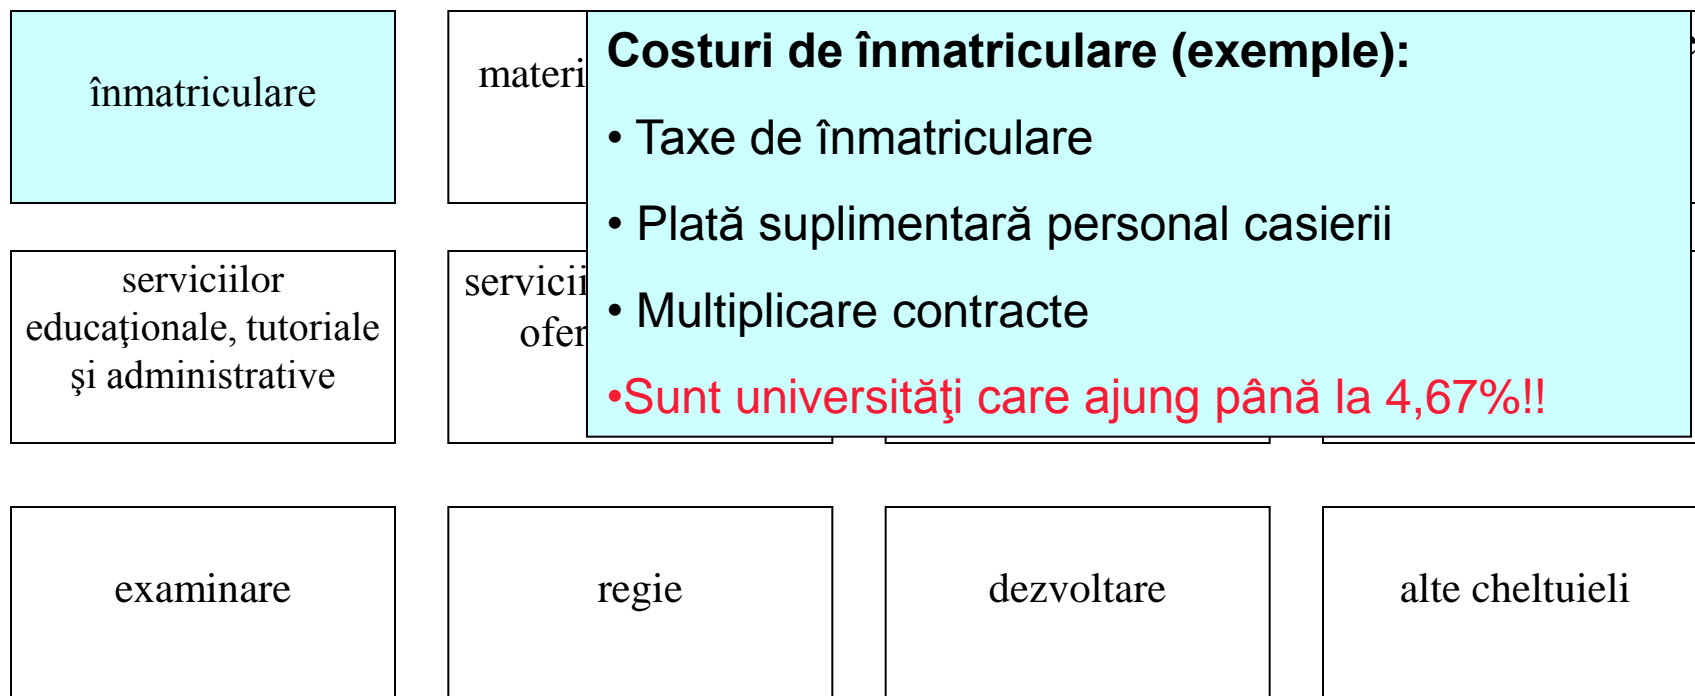 înmatriculare
materi
Costuri de înmatriculare (exemple):
• Taxe de înmatriculare
• Plată suplimentară personal casierii
• Multiplicare contracte
•Sunt universităţi care ajung până la 4,67%!!
serviciilor
educaţionale, tutoriale
şi administrative
servicii
ofer
examinare
regie
dezvoltare
alte cheltuieli